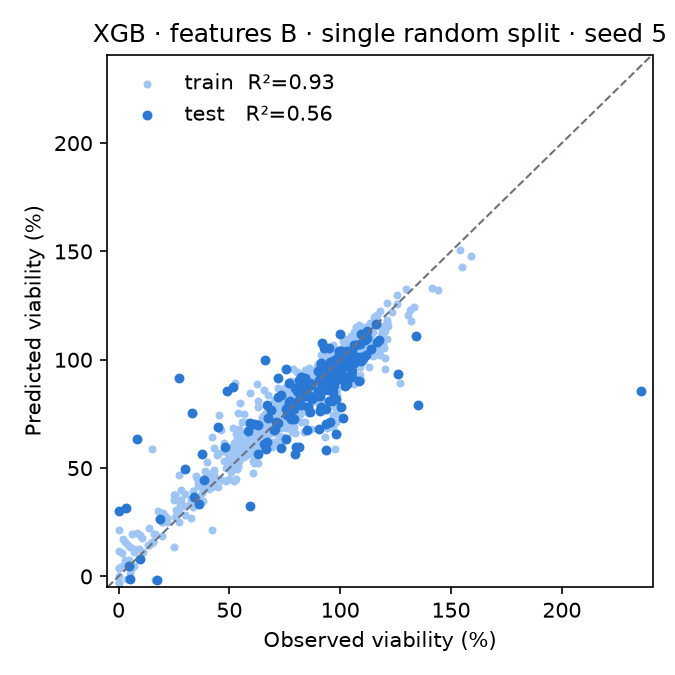 XGB · features B · single random split · seed 5
train R²=0.93
test R²=0.56
Predicted viability (%)
200
150
100
50
0
0 50 100 150 200
Observed viability (%)